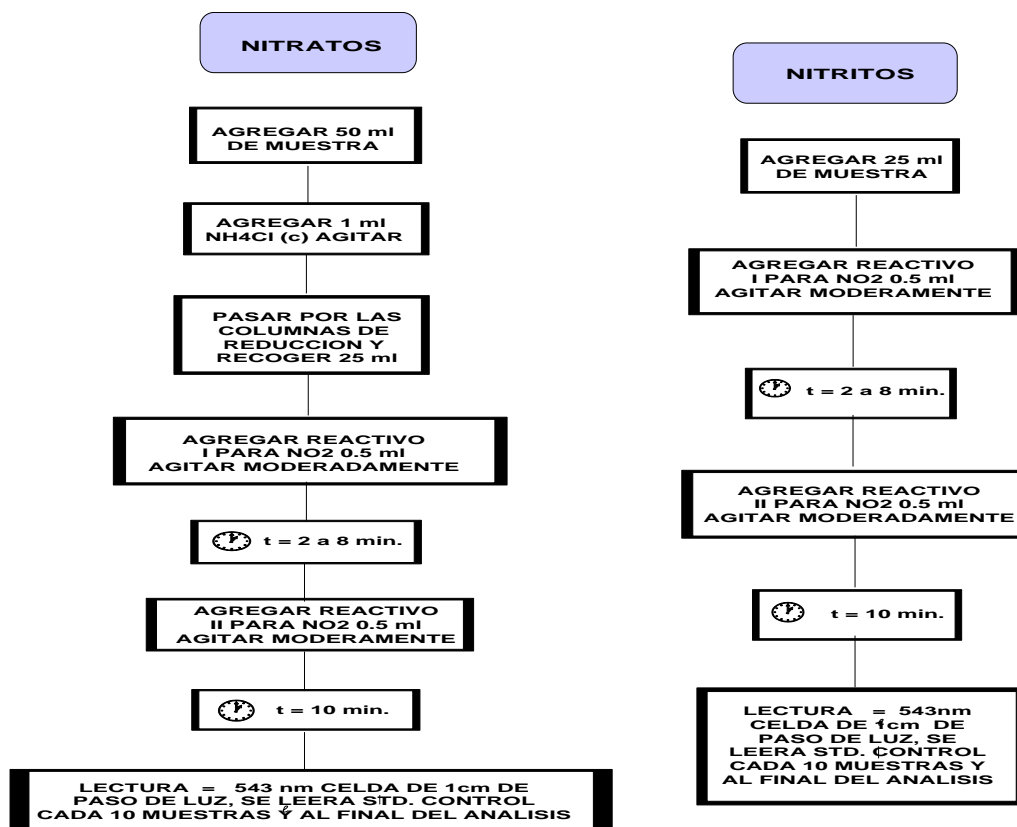 NITRATOS
AGREGAR 50 ml
DE MUESTRA
AGREGAR 1 ml
NH4Cl (c) AGITAR
PASAR POR LAS
COLUMNAS DE
REDUCCION Y
RECOGER 25 ml
AGREGAR REACTIVO
I PARA NO2 0.5 ml
AGITAR MODERADAMENTE
t = 2 a 8 min.
AGREGAR REACTIVO
II PARA NO2 0.5 ml
AGITAR MODERAMENTE
t = 10 min.
LECTURA = 543 nm CELDA DE 1cm DE
PASO DE LUZ, SE LEERA STD. CONTROL
CADA 10 MUESTRAS Y AL FINAL DEL ANALISIS
NITRITOS
AGREGAR 25 ml
DE MUESTRA
AGREGAR REACTIVO
I PARA NO2 0.5 ml
AGITAR MODERAMENTE
t = 2 a 8 min.
AGREGAR REACTIVO
II PARA NO2 0.5 ml
AGITAR MODERADAMENTE
t = 10 min.
LECTURA = 543nm
CELDA DE 1cm DE
PASO DE LUZ, SE
LEERA STD. CONTROL
CADA 10 MUESTRAS Y
AL FINAL DEL ANALISIS